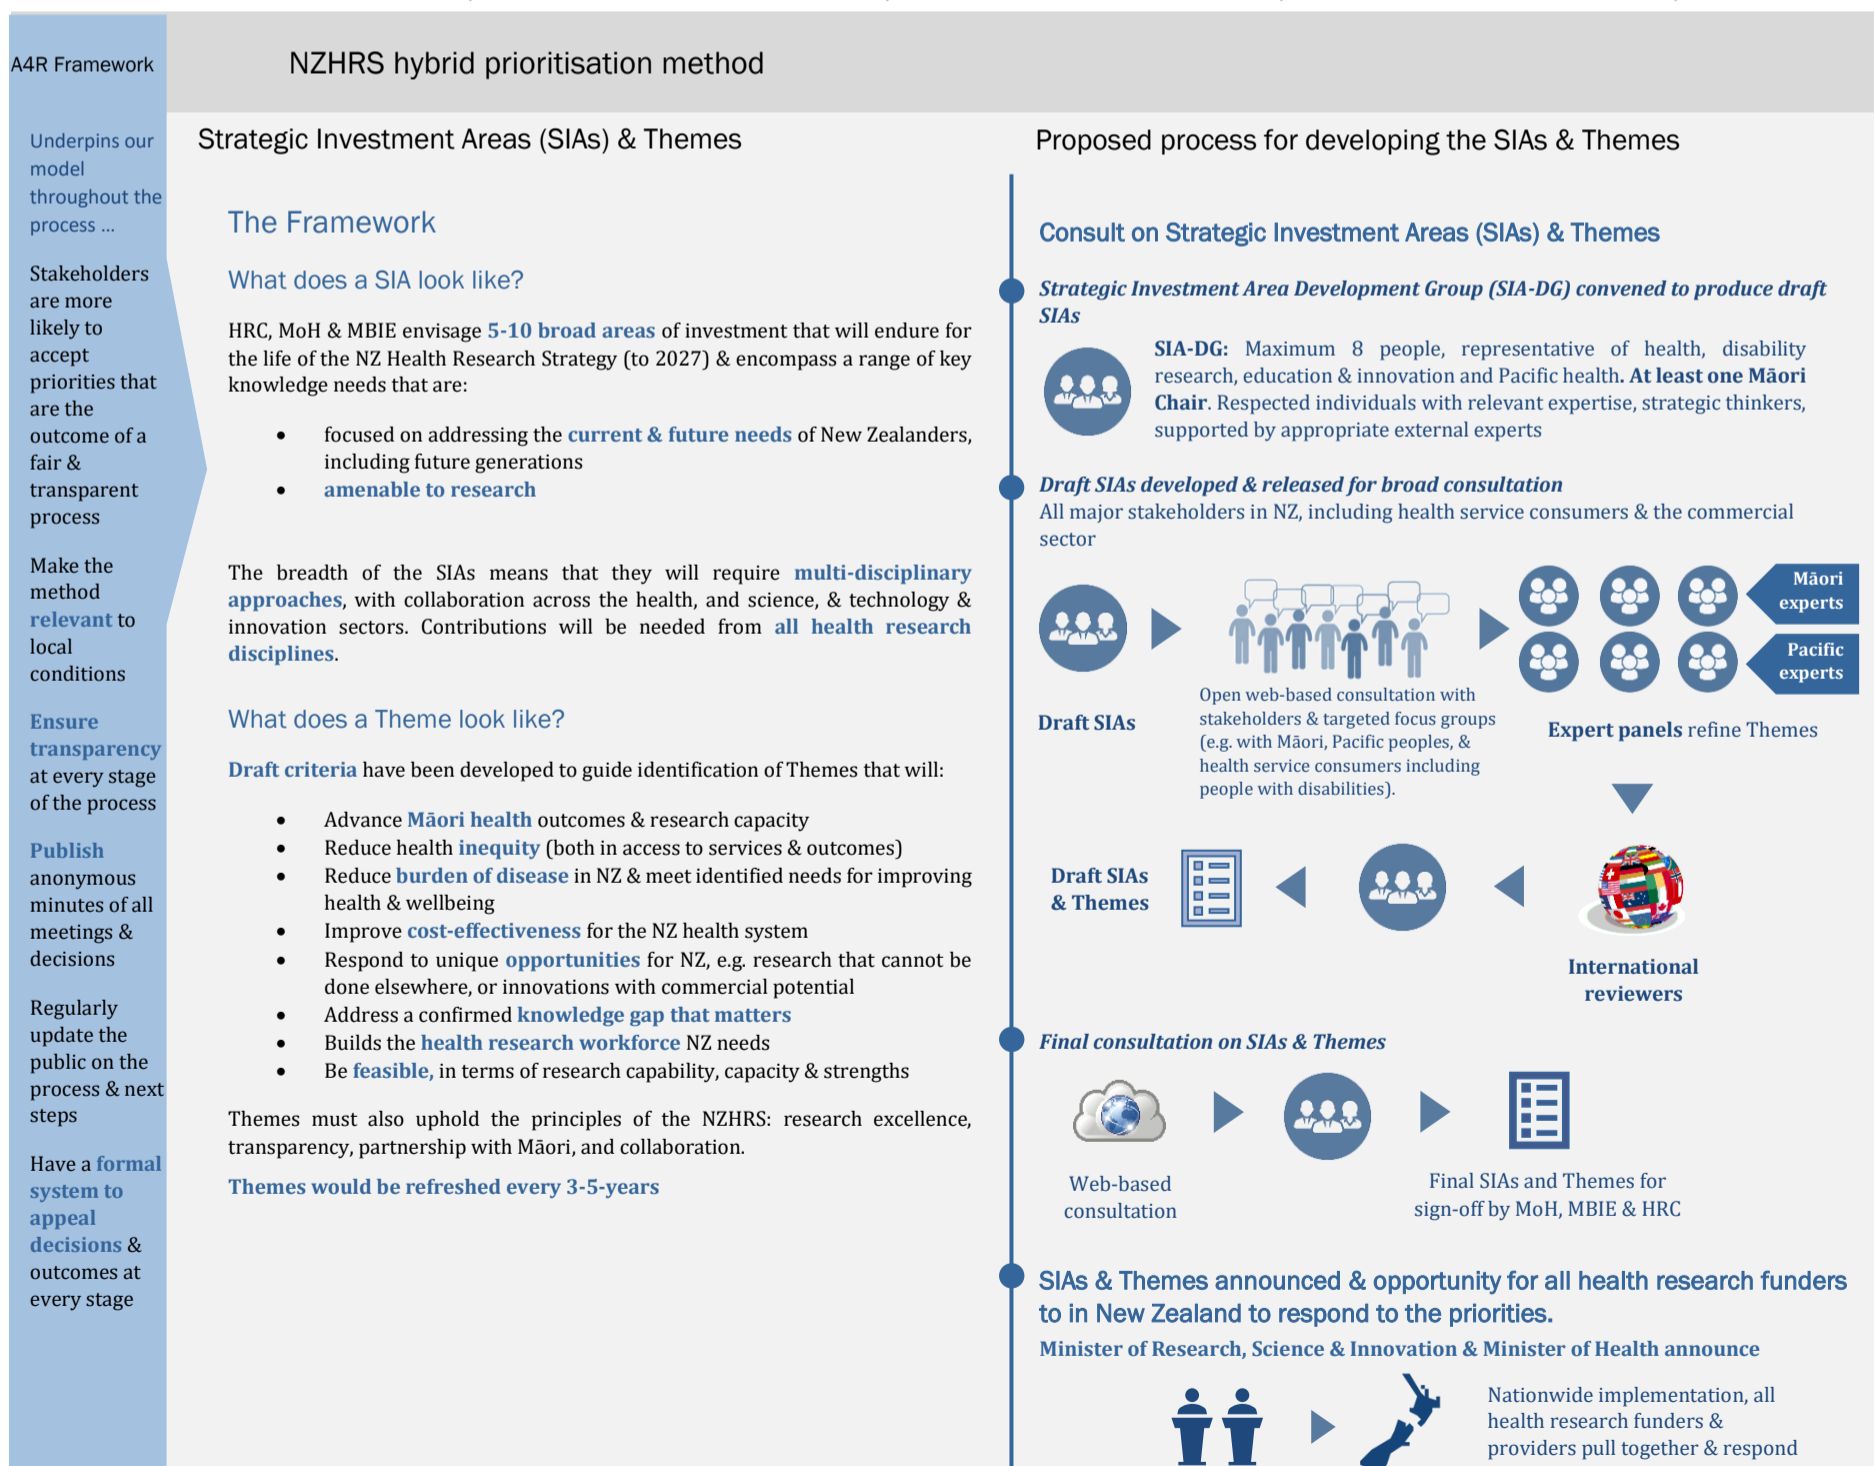 A4R Framework
NZHRS hybrid prioritisation method
Underpins our
model
throughout the
process ...
Stakeholders
are more
likely to
accept
priorities that
are the
outcome of a
fair &
transparent
process
Make the
method
relevant to
local
conditions
Ensure
transparency
at every stage
of the process
Publish
anonymous
minutes of all
meetings &
decisions
Regularly
update the
public on the
process & next
steps
Have a formal
system to
appeal
decisions &
outcomes at
every stage
Strategic Investment Areas (SIAs) & Themes
The Framework
What does a SIA look like?
HRC, MoH & MBIE envisage 5-10 broad areas of investment that will endure for
the life of the NZ Health Research Strategy (to 2027) & encompass a range of key
knowledge needs that are:
• focused on addressing the current & future needs of New Zealanders,
including future generations
• amenable to research
The breadth of the SIAs means that they will require multi-disciplinary
approaches, with collaboration across the health, and science, & technology &
innovation sectors. Contributions will be needed from all health research
disciplines.
What does a Theme look like?
Draft criteria have been developed to guide identification of Themes that will:
• Advance Māori health outcomes & research capacity
• Reduce health inequity (both in access to services & outcomes)
• Reduce burden of disease in NZ & meet identified needs for improving
health & wellbeing
• Improve cost-effectiveness for the NZ health system
• Respond to unique opportunities for NZ, e.g. research that cannot be
done elsewhere, or innovations with commercial potential
• Address a confirmed knowledge gap that matters
• Builds the health research workforce NZ needs
• Be feasible, in terms of research capability, capacity & strengths
Themes must also uphold the principles of the NZHRS: research excellence,
transparency, partnership with Māori, and collaboration.
Themes would be refreshed every 3-5-years
Proposed process for developing the SIAs & Themes
Consult on Strategic Investment Areas (SIAs) & Themes
Strategic Investment Area Development Group (SIA-DG) convened to produce draft
SIAs
SIA-DG: Maximum 8 people, representative of health, disability
research, education & innovation and Pacific health. At least one Māori
Chair. Respected individuals with relevant expertise, strategic thinkers,
supported by appropriate external experts
Draft SIAs developed & released for broad consultation
All major stakeholders in NZ, including health service consumers & the commercial
sector
Draft SIAs
Open web-based consultation with
stakeholders & targeted focus groups
(e.g. with Māori, Pacific peoples, &
health service consumers including
people with disabilities).
Māori
experts
Pacific
experts
Expert panels refine Themes
Draft SIAs
& Themes
International
reviewers
Final consultation on SIAs & Themes
Web-based
consultation
Final SIAs and Themes for
sign-off by MoH, MBIE & HRC
SIAs & Themes announced & opportunity for all health research funders
to in New Zealand to respond to the priorities.
Minister of Research, Science & Innovation & Minister of Health announce
Nationwide implementation, all
health research funders &
providers pull together & respond